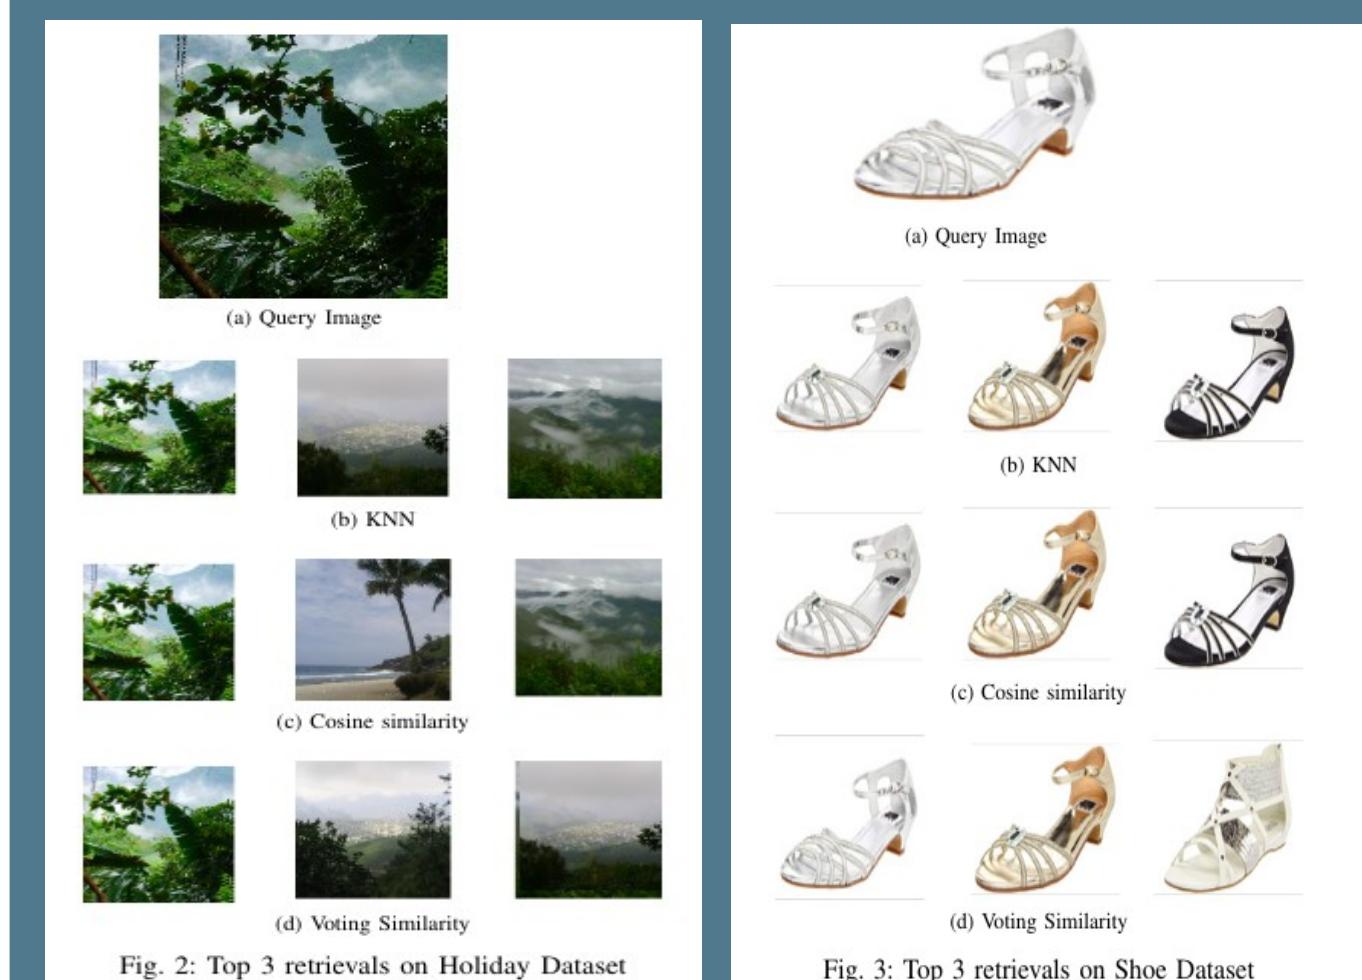 (a) Query Image
(b) KNN
(c) Cosine similarity
(d) Voting Similarity
Fig. 2: Top 3 retrievals on Holiday Dataset
(a) Query Image
(b) KNN
(c) Cosine similarity
(d) Voting Similarity
Fig. 3: Top 3 retrievals on Shoe Dataset